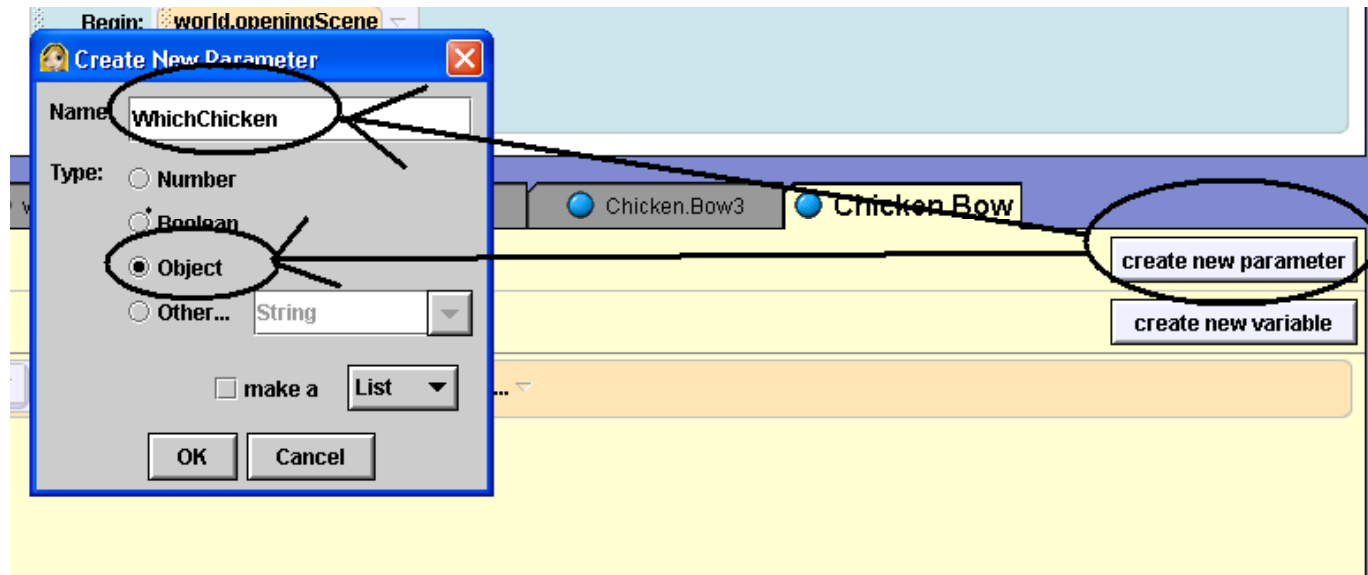 Begin: world.openingScene
Create New Parameter
Name WhichChicken
Type: Number
Boolean
Object
Other... String
make a List
OK Cancel
Chicken.Bow3 Chicken.Bow
create new parameter
create new variable
...